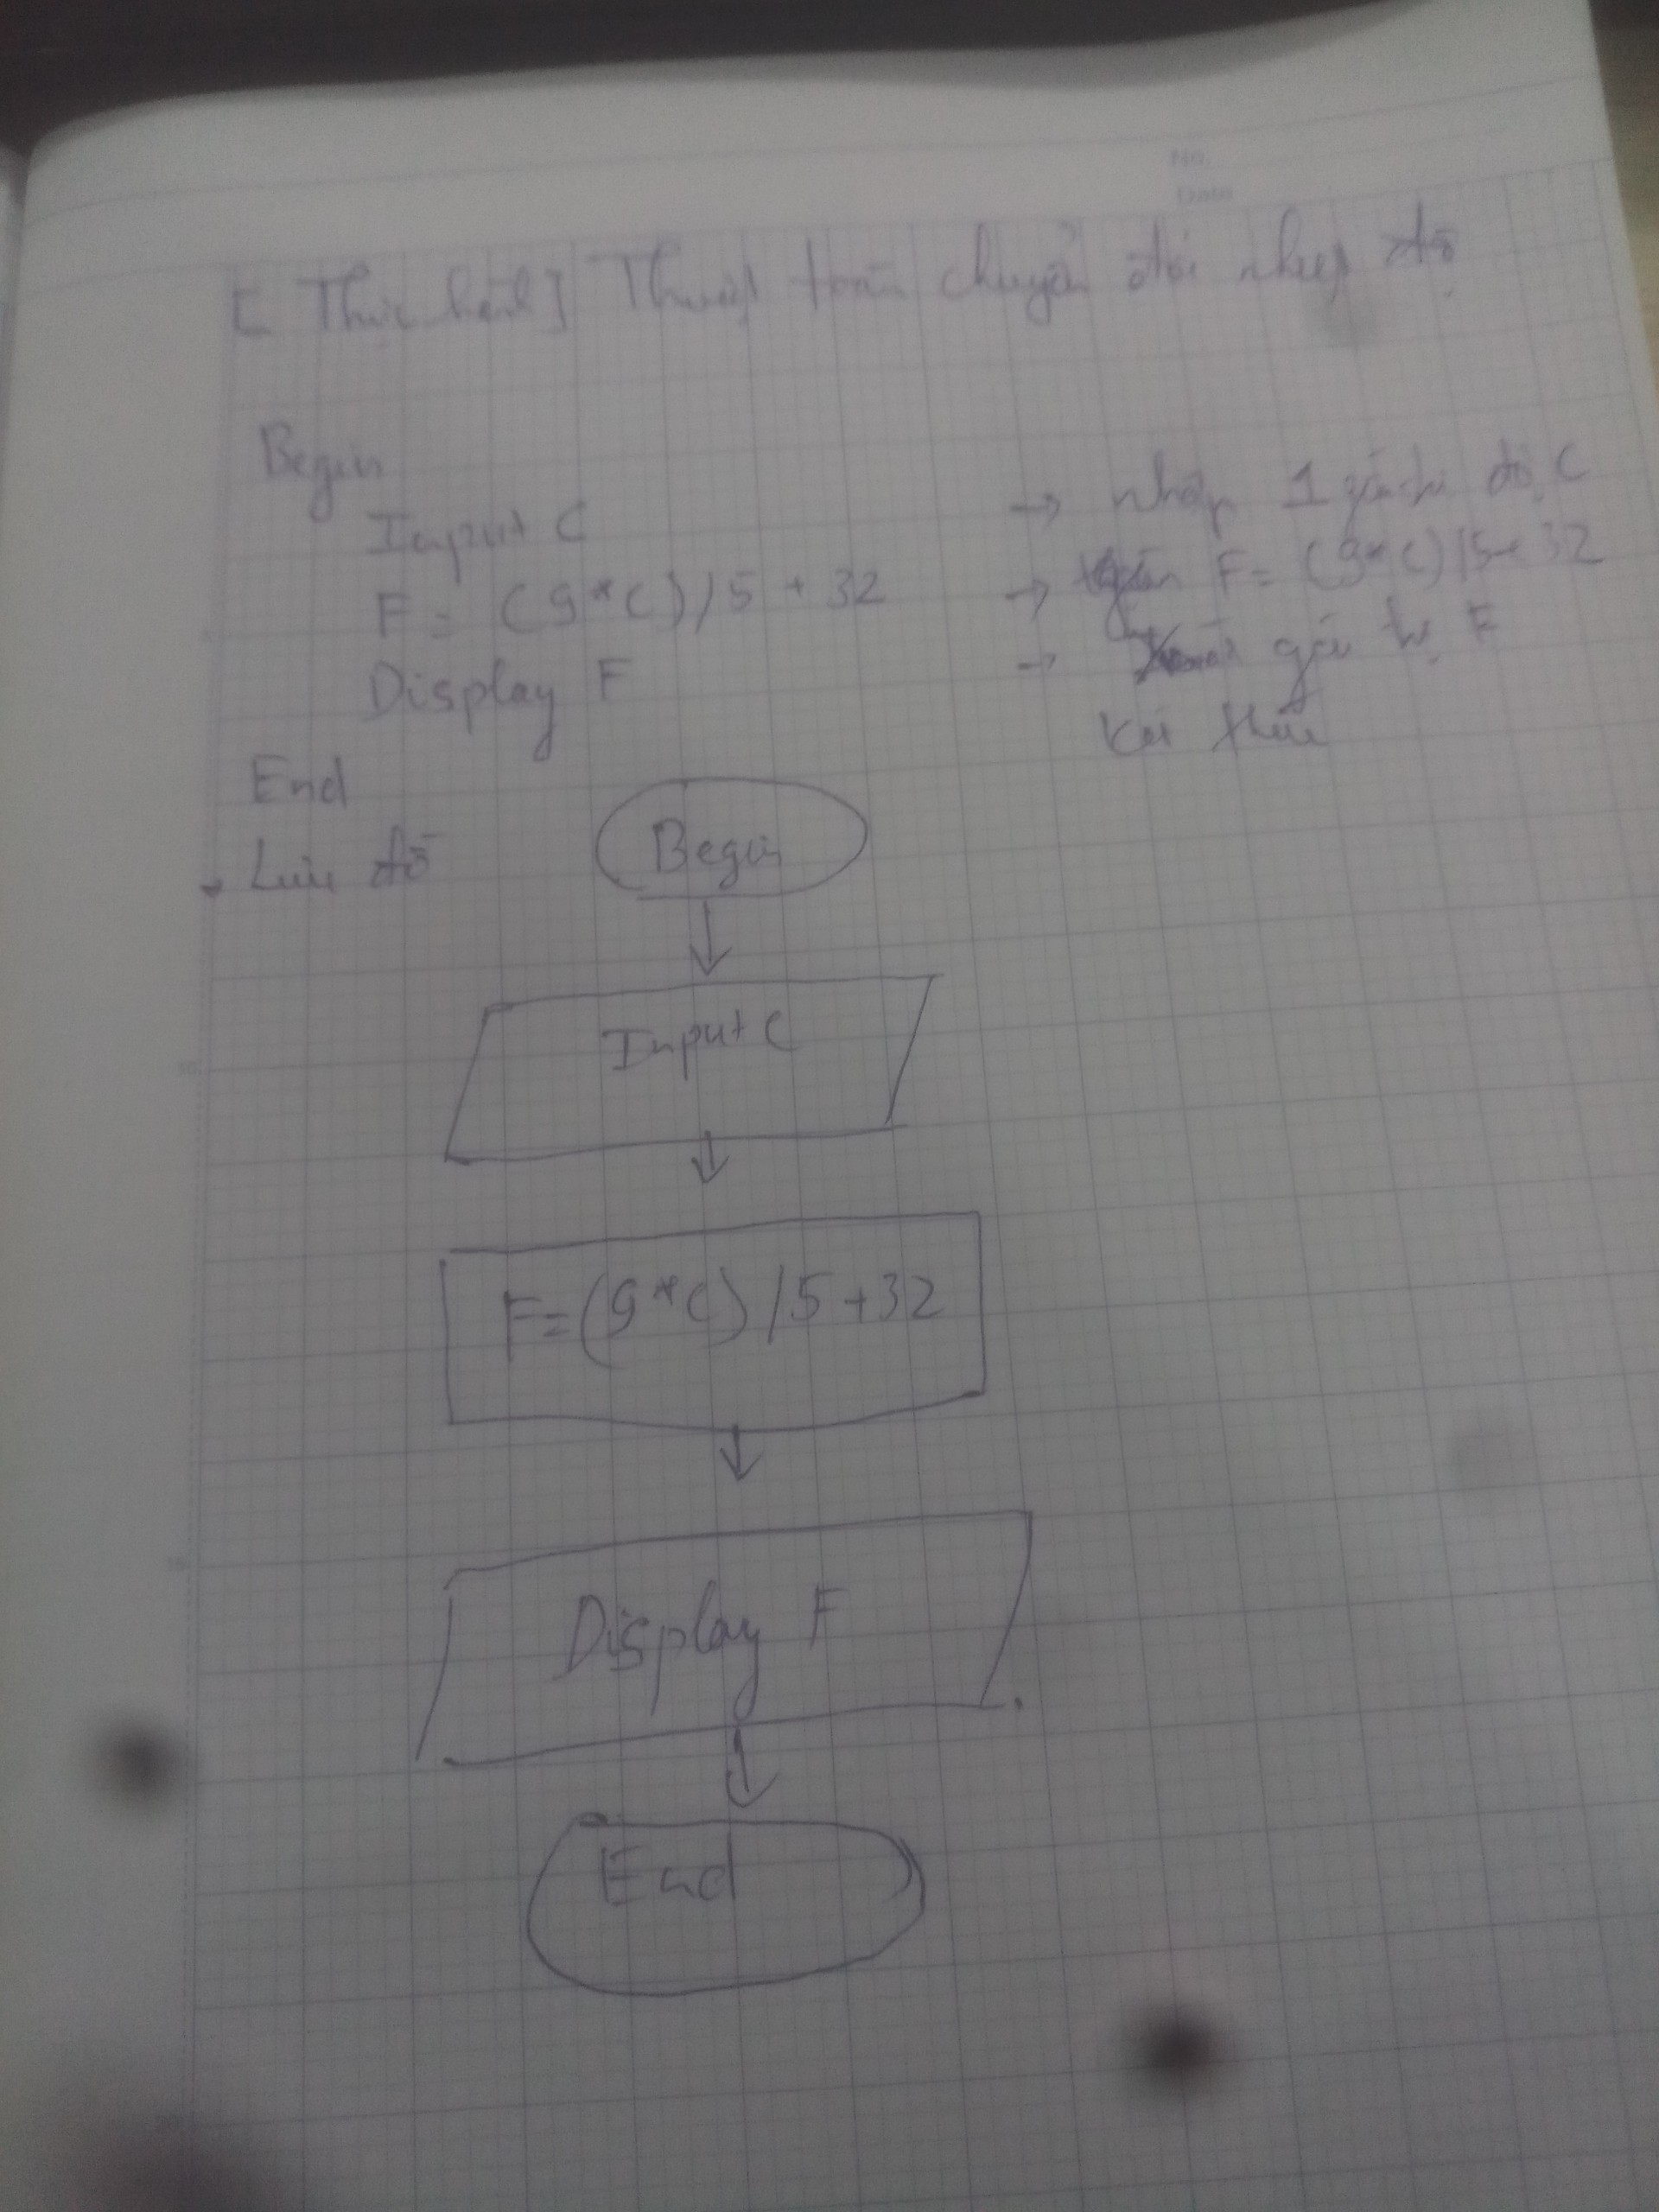 No.
Date
[Thực hành] Thuật toán chuyển đổi nhiệt độ
Begin
Input C → nhập 1 giá trị độ C
F = (9*C)/5 + 32 → gán F = (9*C)/5+32
Display F → giá trị F
Kết thúc
End
Lưu đồ
Begin
Input C
F=(9*C)/5+32
Display F
End